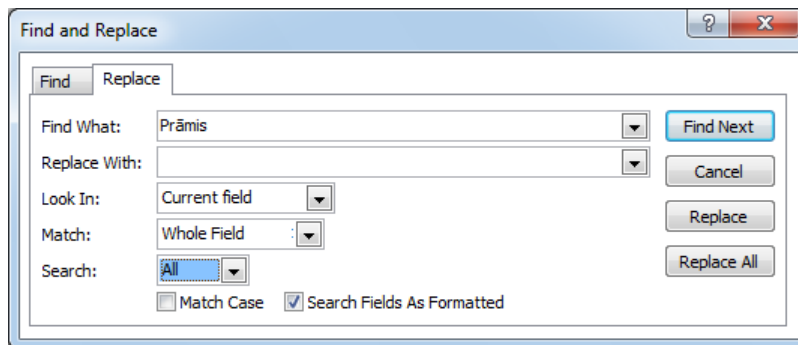 Find and Replace
Find Replace
Find What: Prāmis Find Next
Replace With: Cancel
Look In: Current field
Match: Whole Field Replace
Search: All Replace All
Match Case Search Fields As Formatted